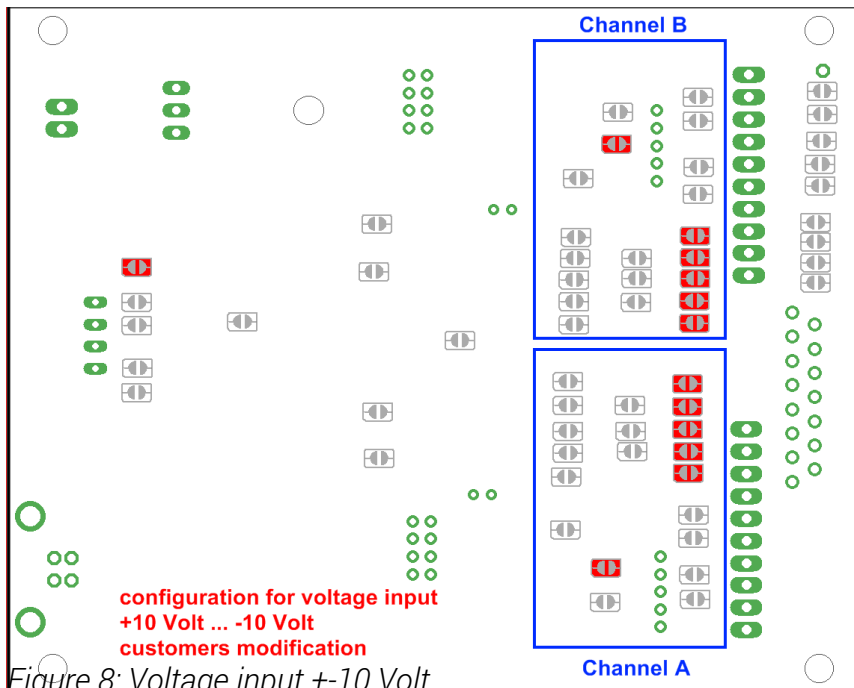 Channel B
configuration for voltage input
+10 Volt ... -10 Volt
customers modification
Channel A
Figure 8: Voltage input +-10 Volt